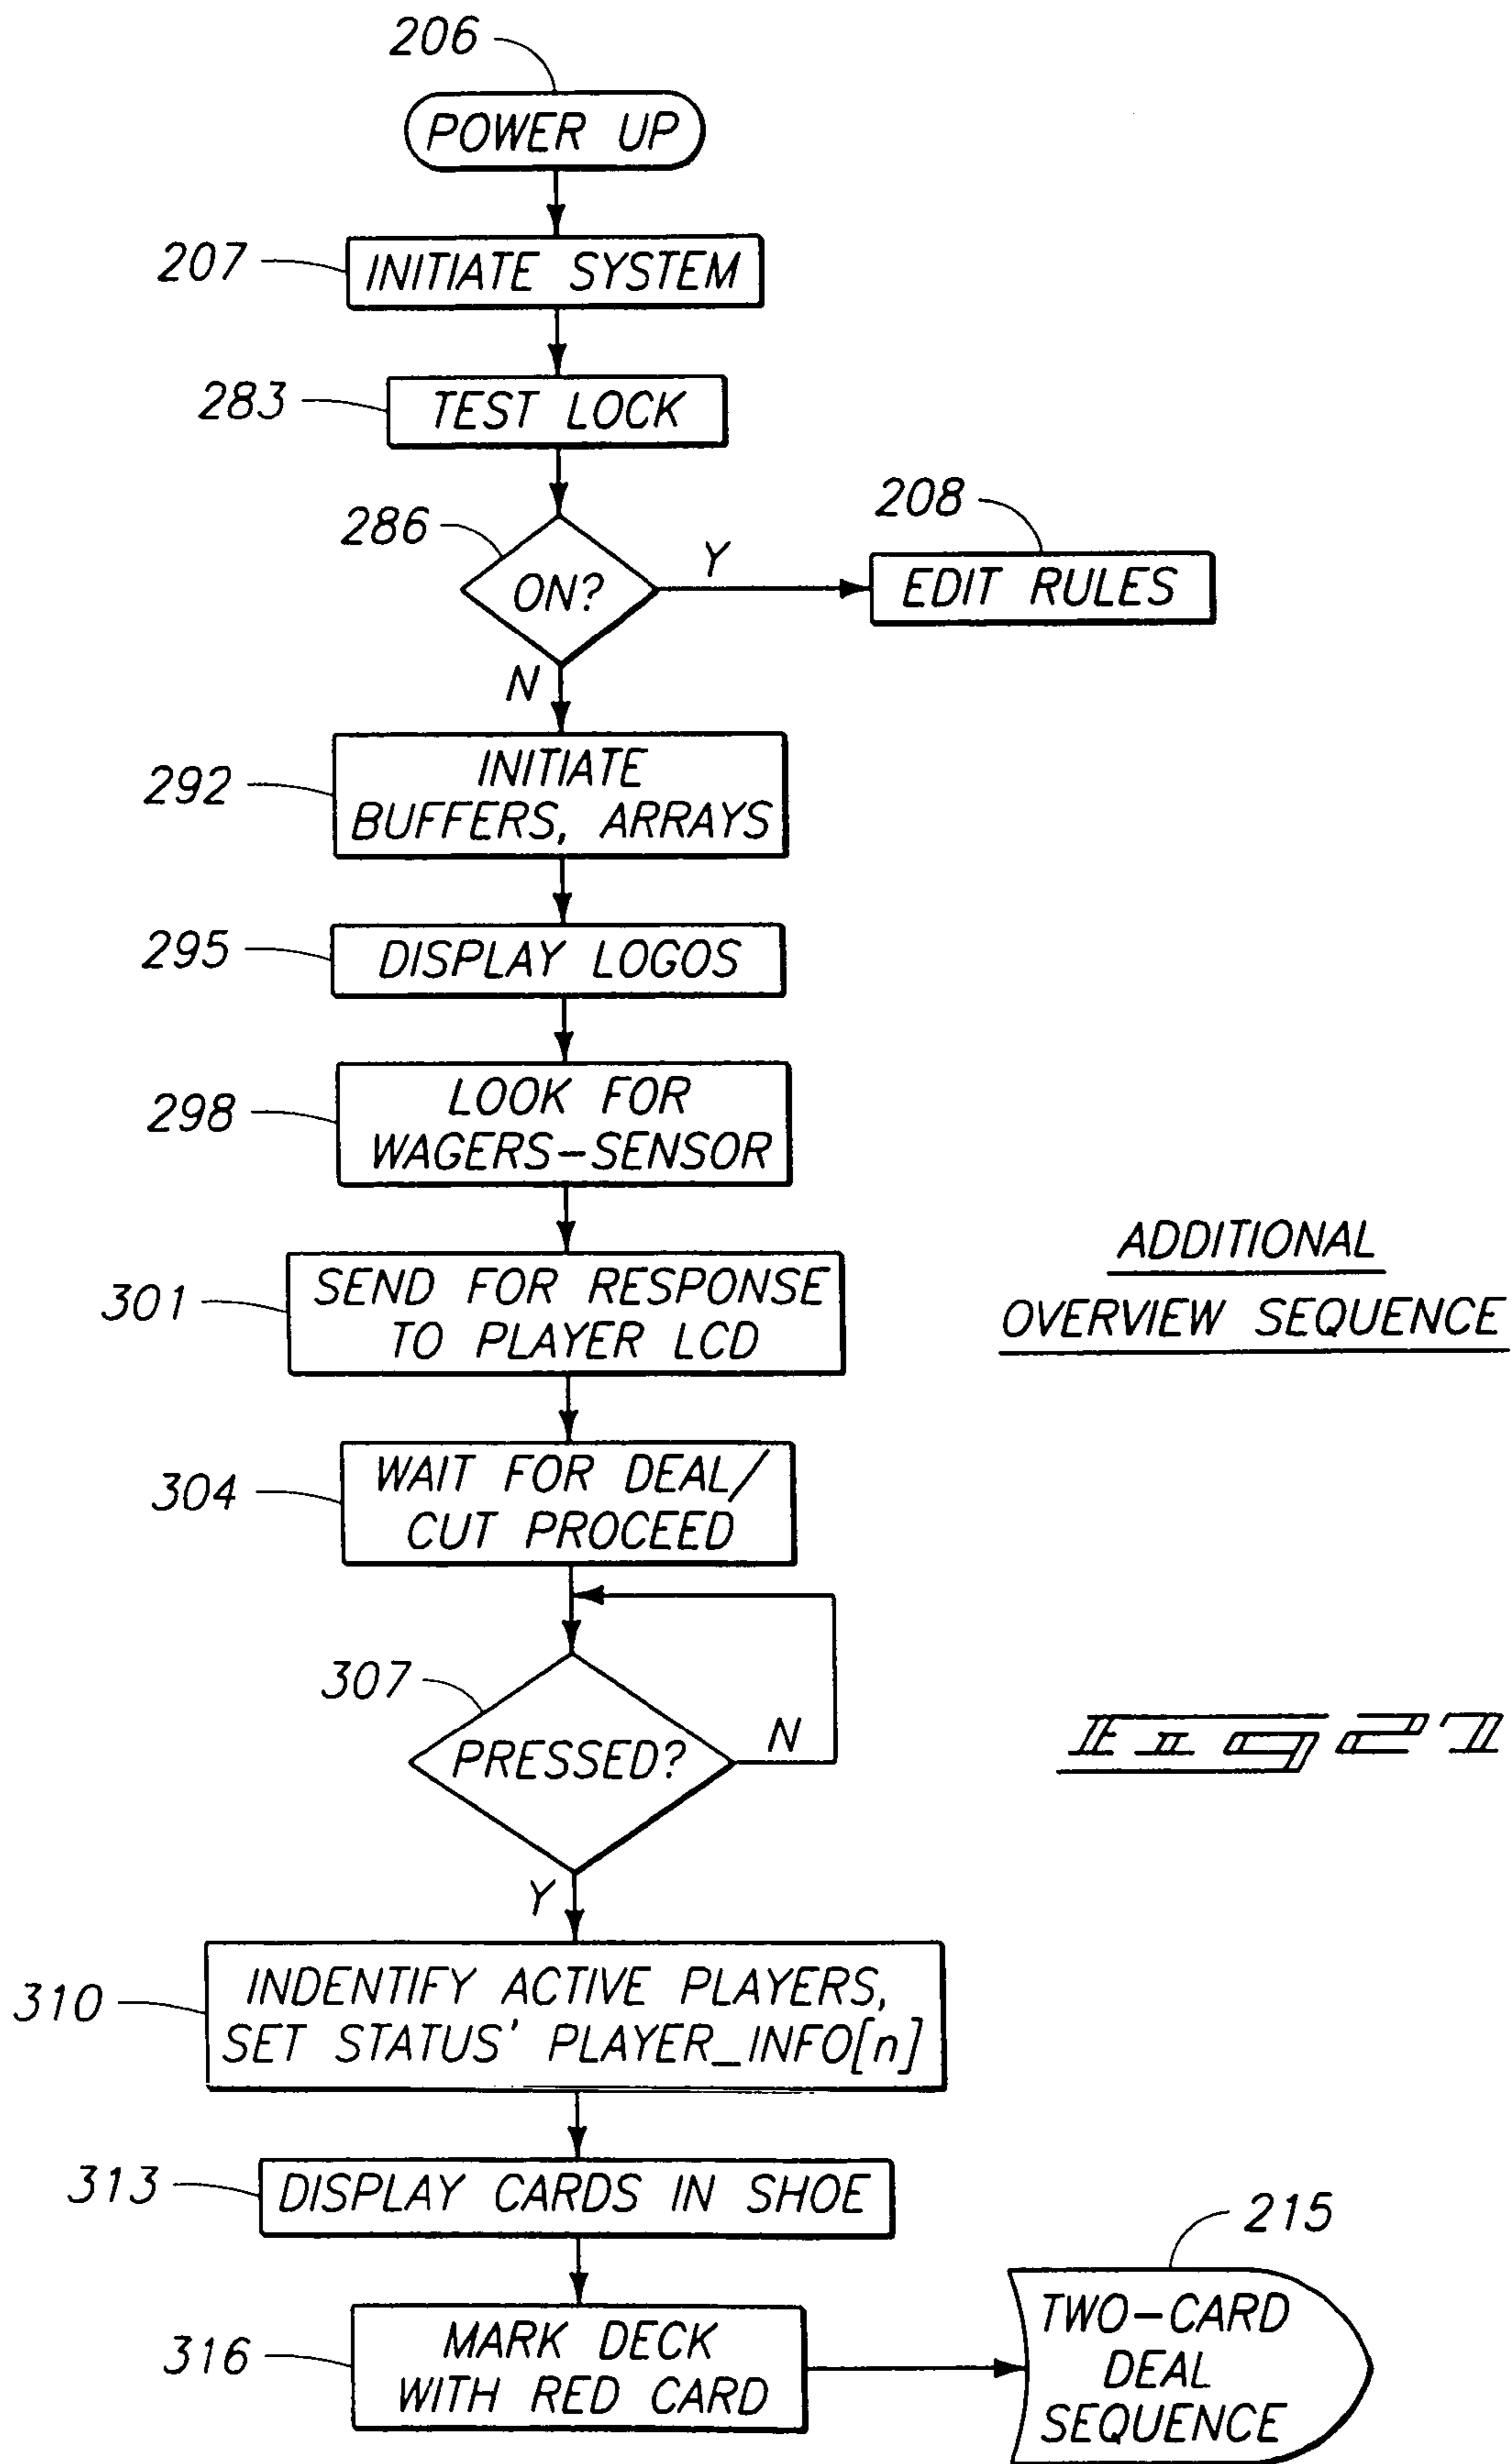 206
POWER UP
207
INITIATE SYSTEM
283
TEST LOCK
286
ON?
Y
208
EDIT RULES
N
292
INITIATE
BUFFERS, ARRAYS
295
DISPLAY LOGOS
298
LOOK FOR
WAGERS-SENSOR
301
SEND FOR RESPONSE
TO PLAYER LCD
ADDITIONAL
OVERVIEW SEQUENCE
304
WAIT FOR DEAL/
CUT PROCEED
307
PRESSED?
N
FIG 27
Y
310
INDENTIFY ACTIVE PLAYERS,
SET STATUS' PLAYER_INFO[n]
313
DISPLAY CARDS IN SHOE
316
MARK DECK
WITH RED CARD
215
TWO-CARD
DEAL
SEQUENCE